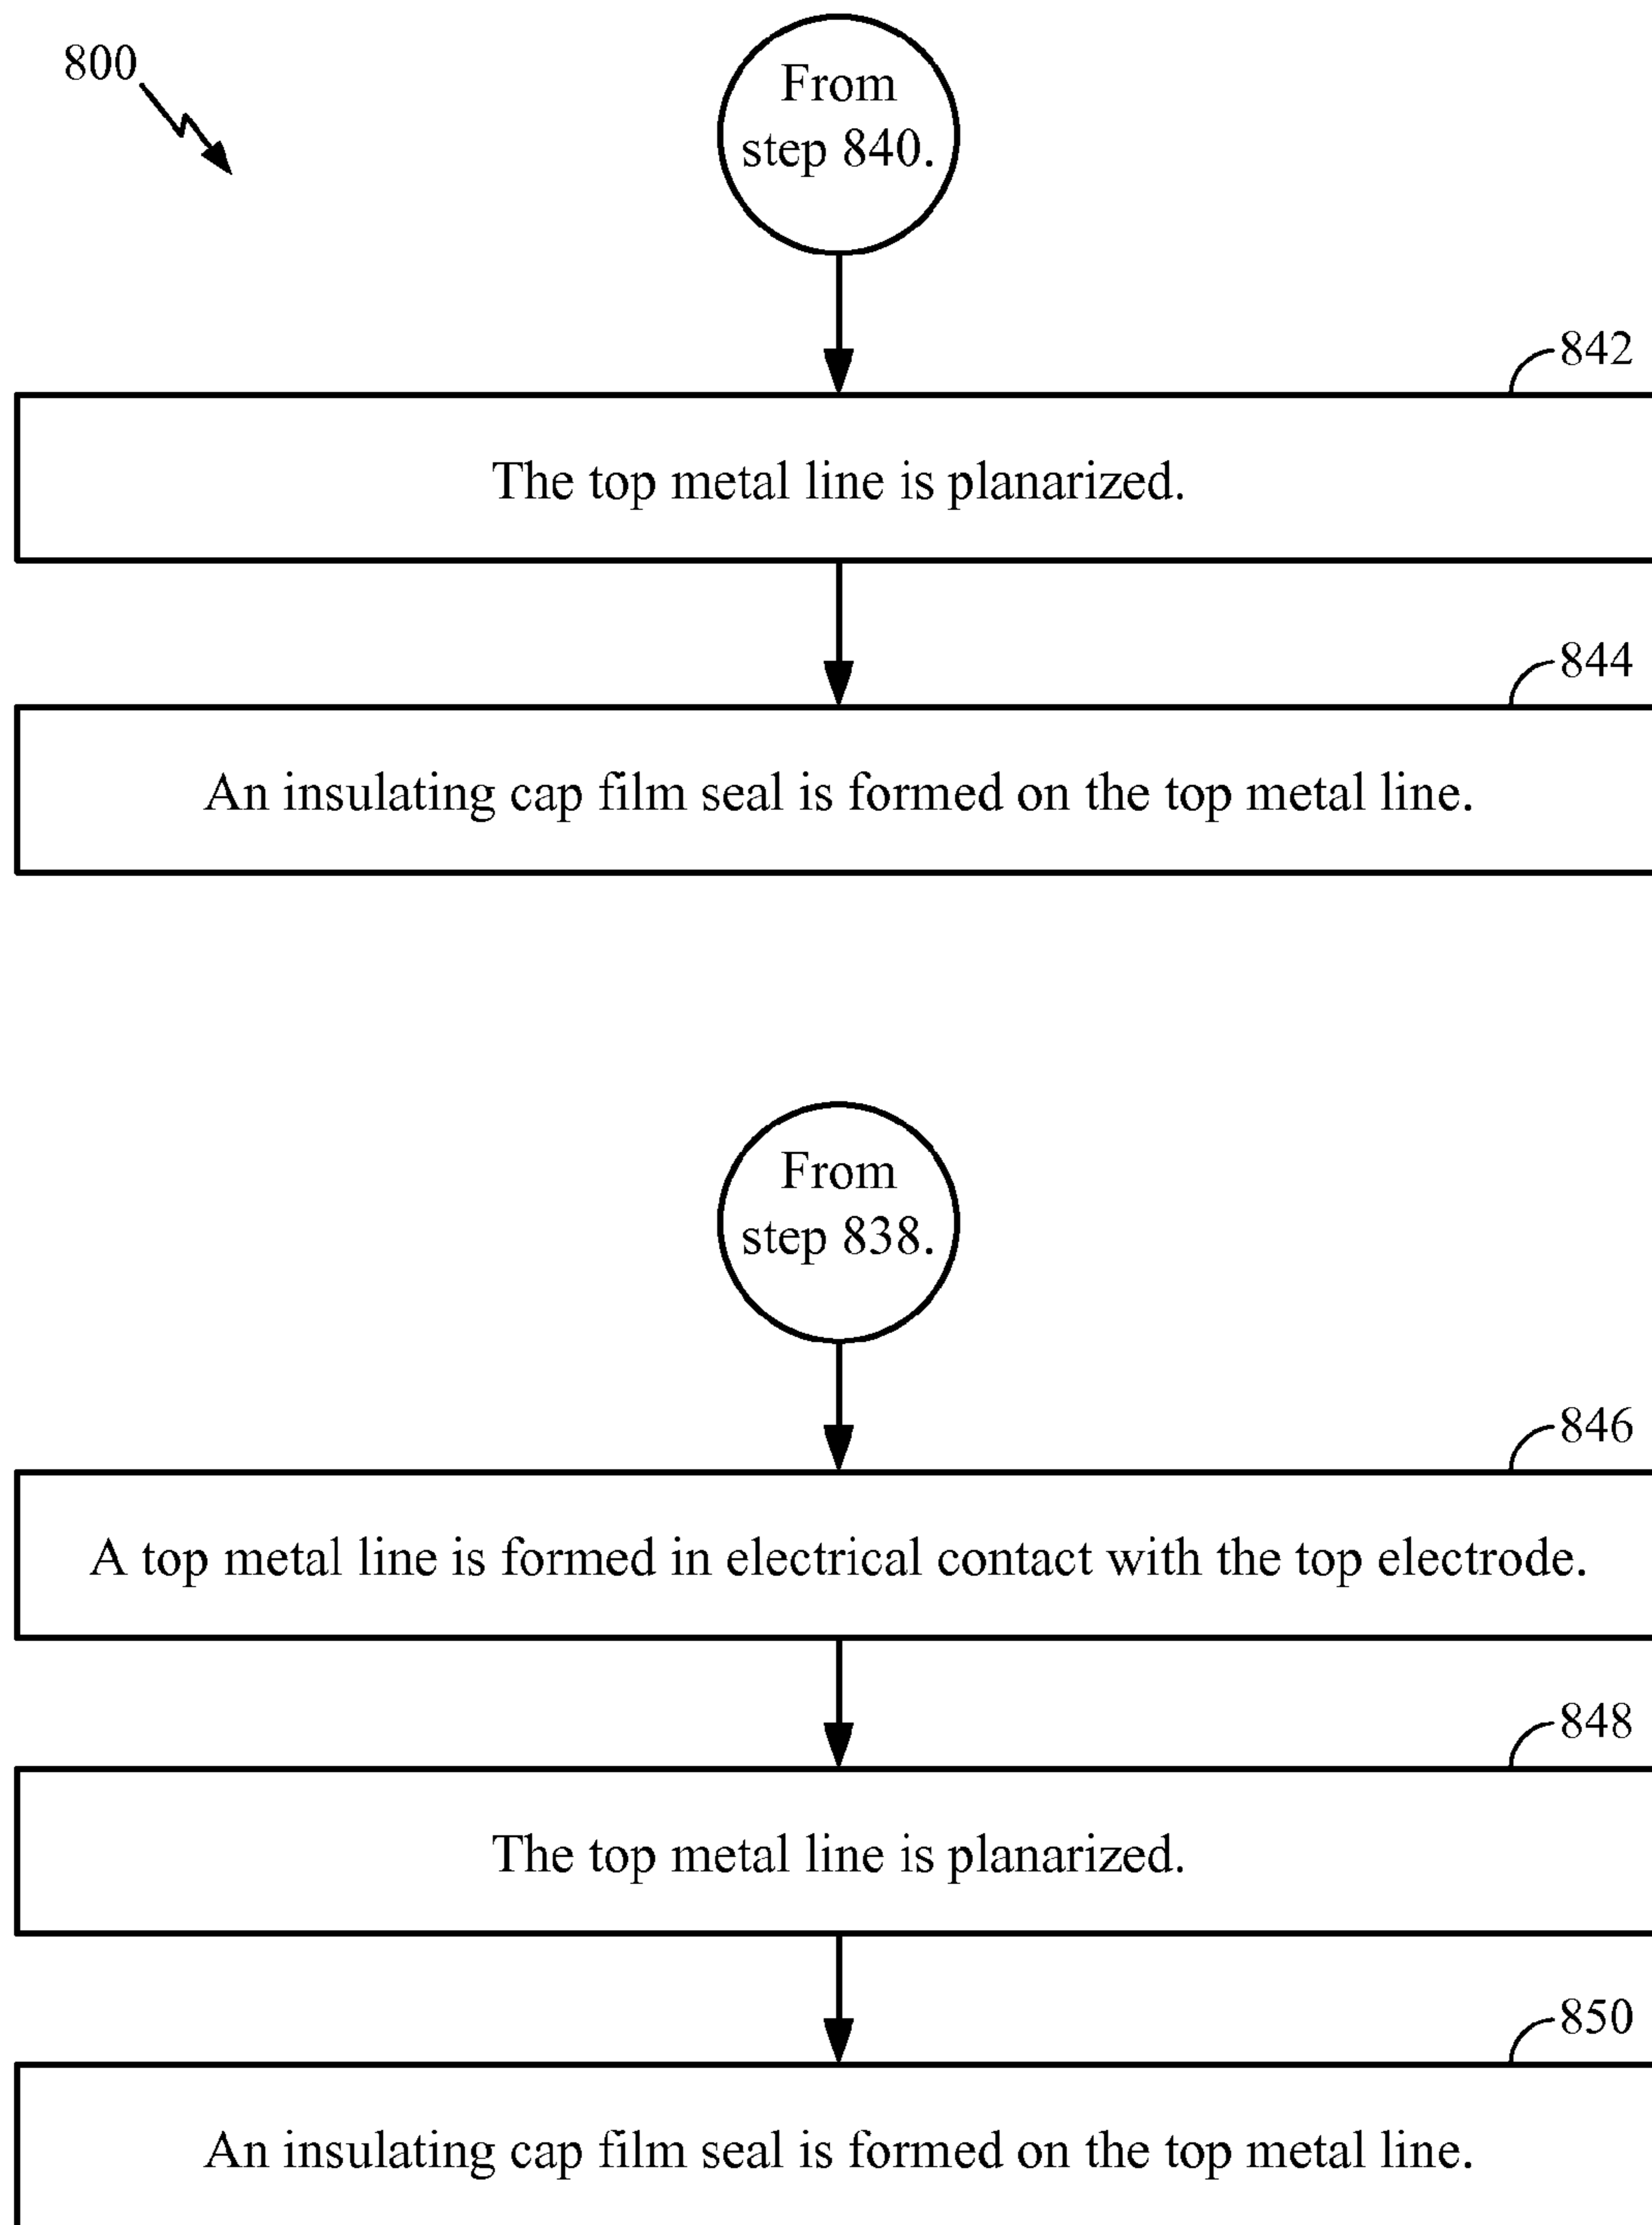 800
From
step 840.
842
The top metal line is planarized.
844
An insulating cap film seal is formed on the top metal line.
From
step 838.
846
A top metal line is formed in electrical contact with the top electrode.
848
The top metal line is planarized.
850
An insulating cap film seal is formed on the top metal line.